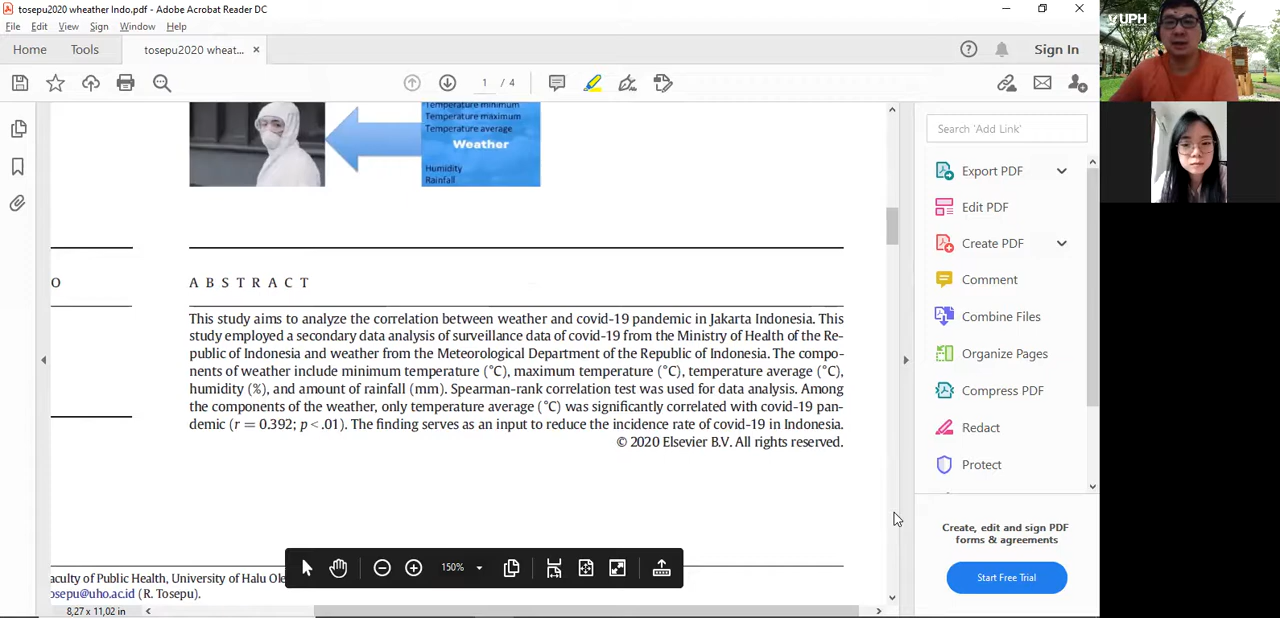 tosepu2020 wheather Indo.pdf - Adobe Acrobat Reader DC
File Edit View Sign Window Help
Home Tools tosepu2020 wheat... × Sign In
1 / 4
UPH
Temperature minimum
Temperature maximum
Temperature average
Weather
Humidity
Rainfall
O
A B S T R A C T
This study aims to analyze the correlation between weather and covid-19 pandemic in Jakarta Indonesia. This
study employed a secondary data analysis of surveillance data of covid-19 from the Ministry of Health of the Re-
public of Indonesia and weather from the Meteorological Department of the Republic of Indonesia. The compo-
nents of weather include minimum temperature (°C), maximum temperature (°C), temperature average (°C),
humidity (%), and amount of rainfall (mm). Spearman-rank correlation test was used for data analysis. Among
the components of the weather, only temperature average (°C) was significantly correlated with covid-19 pan-
demic (r = 0.392; p < .01). The finding serves as an input to reduce the incidence rate of covid-19 in Indonesia.
© 2020 Elsevier B.V. All rights reserved.
aculty of Public Health, University of Halu Ole
osepu@uho.ac.id (R. Tosepu).
150%
8,27 x 11,02 in
Search 'Add Link'
Export PDF
Edit PDF
Create PDF
Comment
Combine Files
Organize Pages
Compress PDF
Redact
Protect
Create, edit and sign PDF
forms & agreements
Start Free Trial